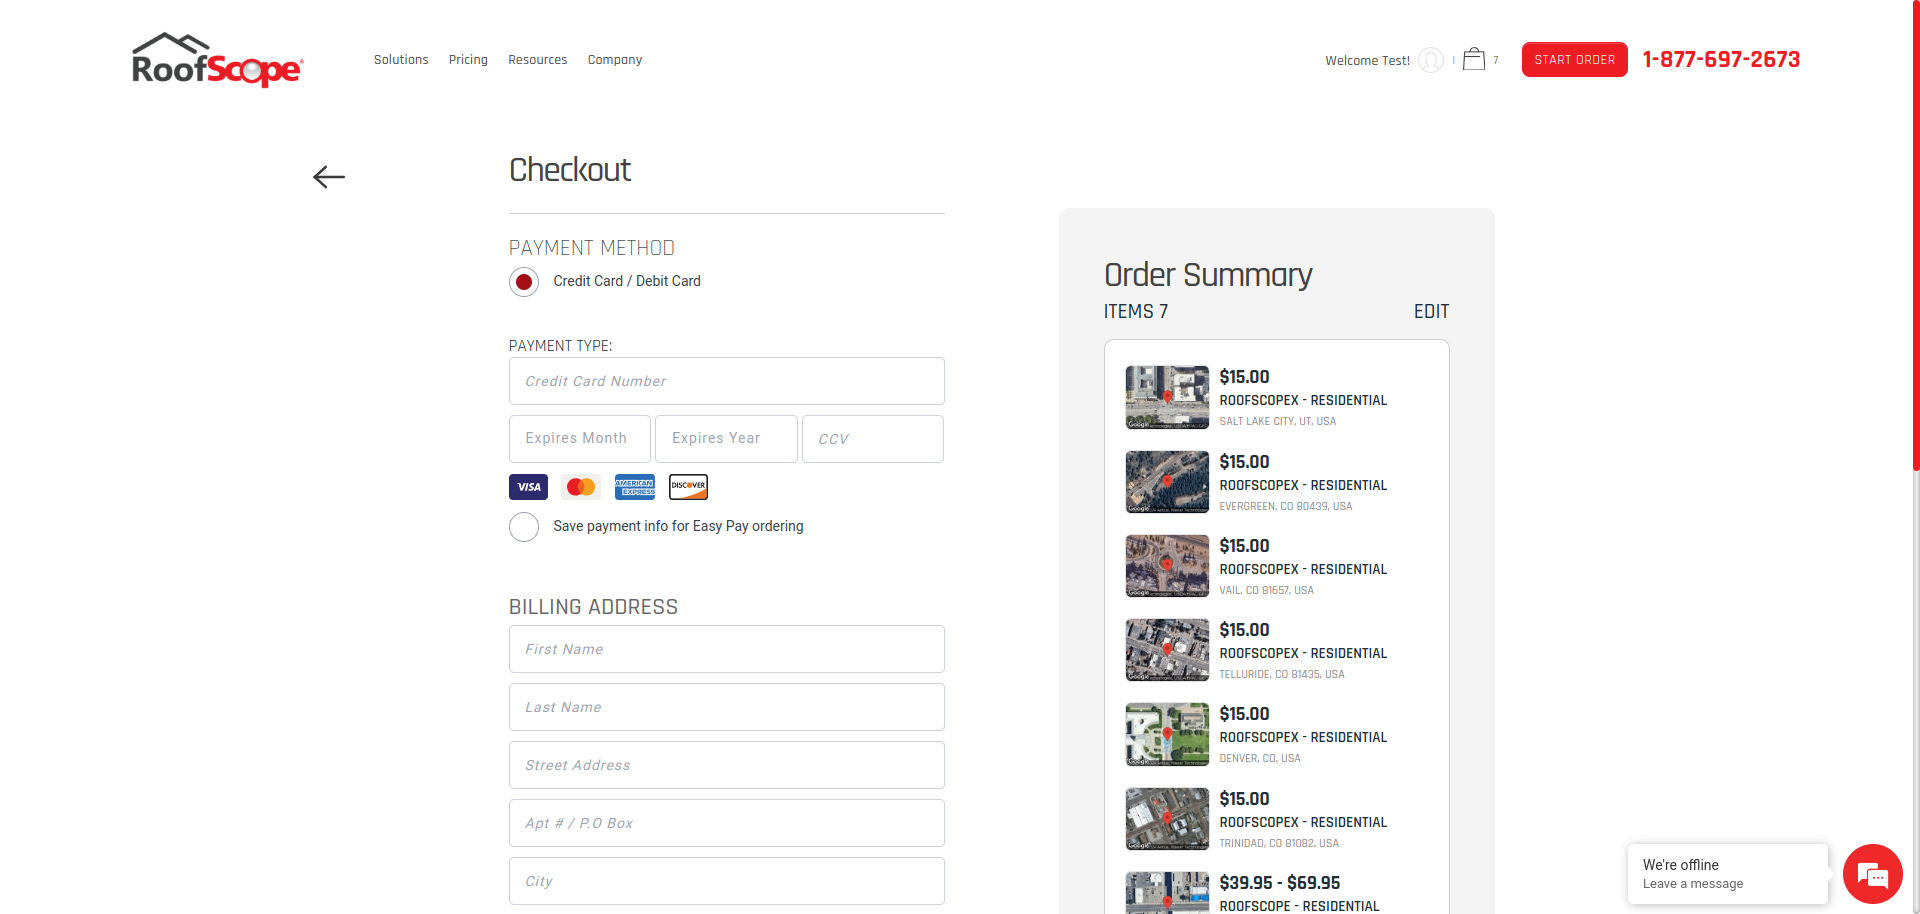 RoofScope®
Solutions
Pricing
Resources
Company
Welcome Test!
7
START ORDER
1-877-697-2673
Checkout
PAYMENT METHOD
Credit Card / Debit Card
PAYMENT TYPE:
Credit Card Number
Expires Month
Expires Year
CCV
VISA
AMERICAN EXPRESS
DISCOVER
Save payment info for Easy Pay ordering
BILLING ADDRESS
First Name
Last Name
Street Address
Apt # / P.O Box
City
Order Summary
ITEMS 7
EDIT
Google
$15.00
ROOFSCOPEX - RESIDENTIAL
SALT LAKE CITY, UT, USA
Google
$15.00
ROOFSCOPEX - RESIDENTIAL
EVERGREEN, CO 80439, USA
Google
$15.00
ROOFSCOPEX - RESIDENTIAL
VAIL, CO 81657, USA
Google
$15.00
ROOFSCOPEX - RESIDENTIAL
TELLURIDE, CO 81435, USA
Google
$15.00
ROOFSCOPEX - RESIDENTIAL
DENVER, CO, USA
Google
$15.00
ROOFSCOPEX - RESIDENTIAL
TRINIDAD, CO 81082, USA
$39.95 - $69.95
ROOFSCOPE - RESIDENTIAL
We're offline
Leave a message